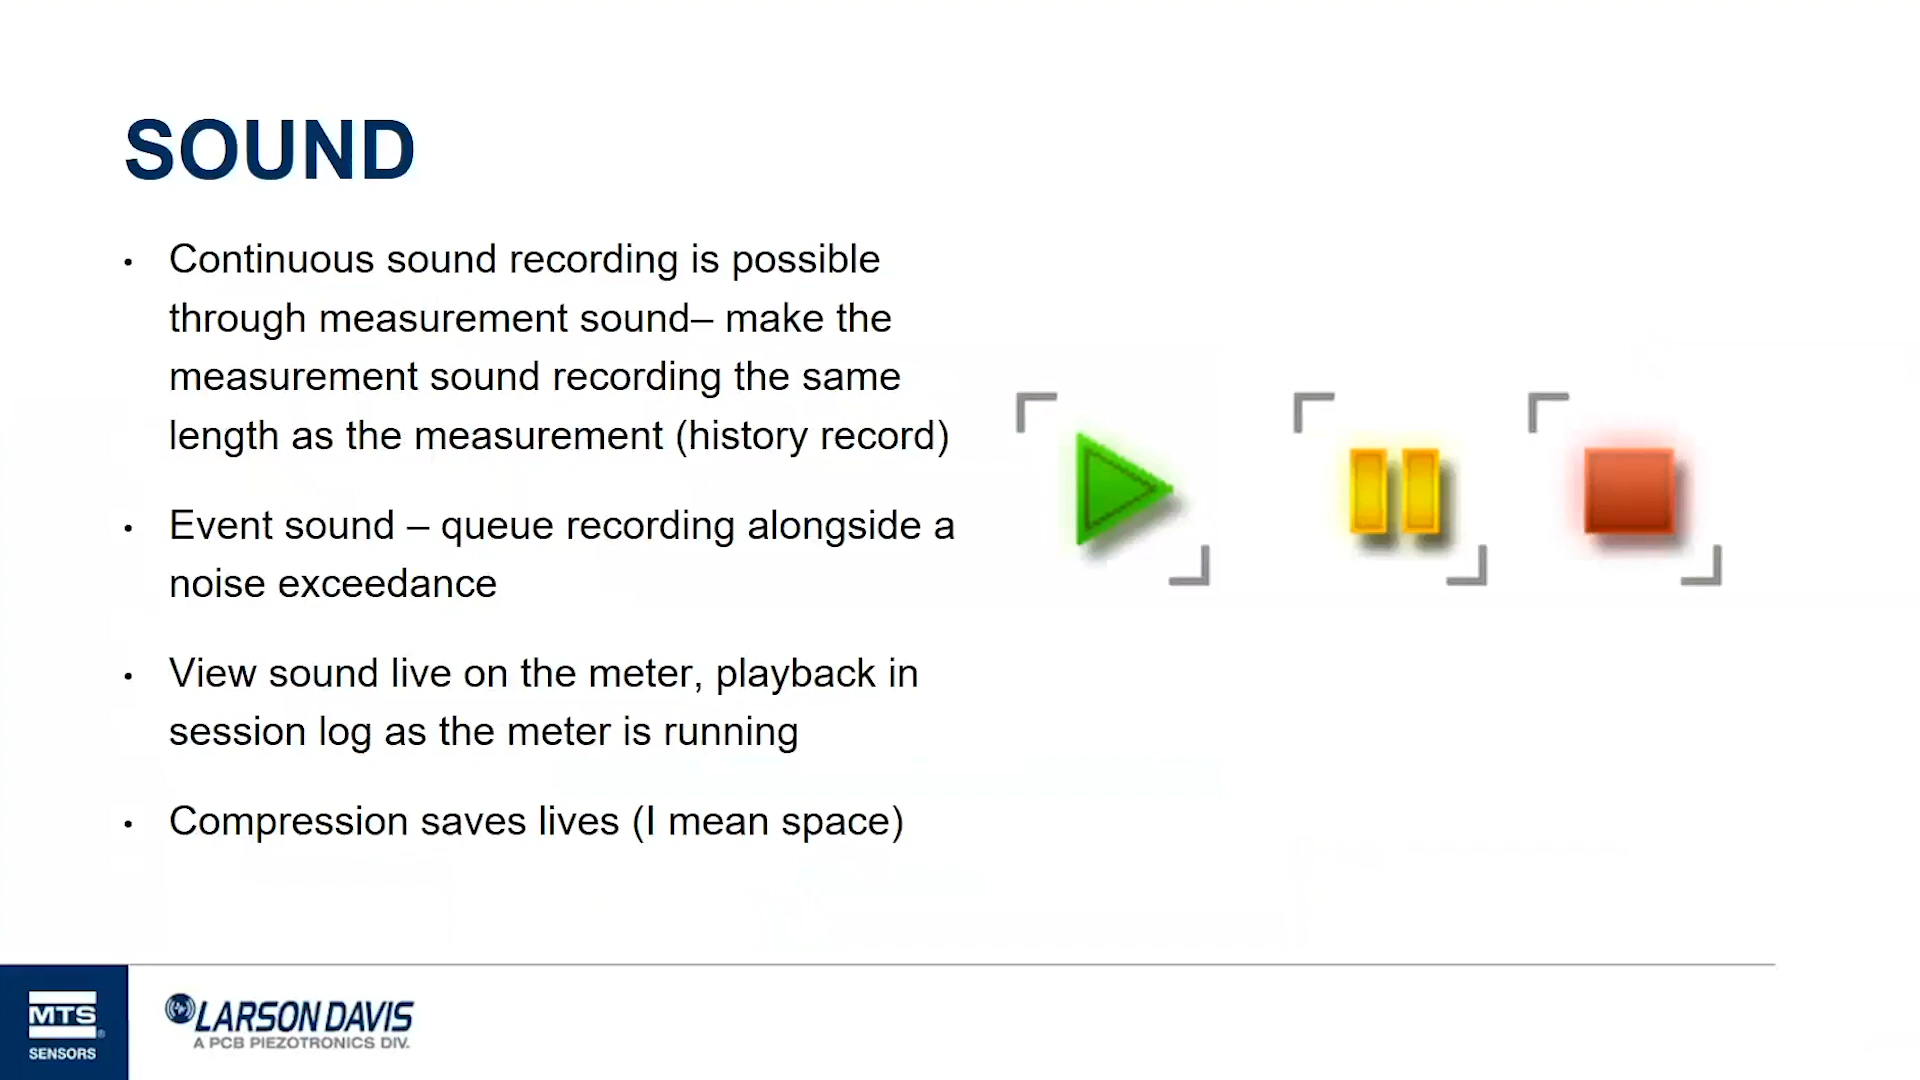 SOUND
• Continuous sound recording is possible
through measurement sound– make the
measurement sound recording the same
length as the measurement (history record)
• Event sound – queue recording alongside a
noise exceedance
• View sound live on the meter, playback in
session log as the meter is running
• Compression saves lives (I mean space)
MTS®
SENSORS
LARSON DAVIS
A PCB PIEZOTRONICS DIV.